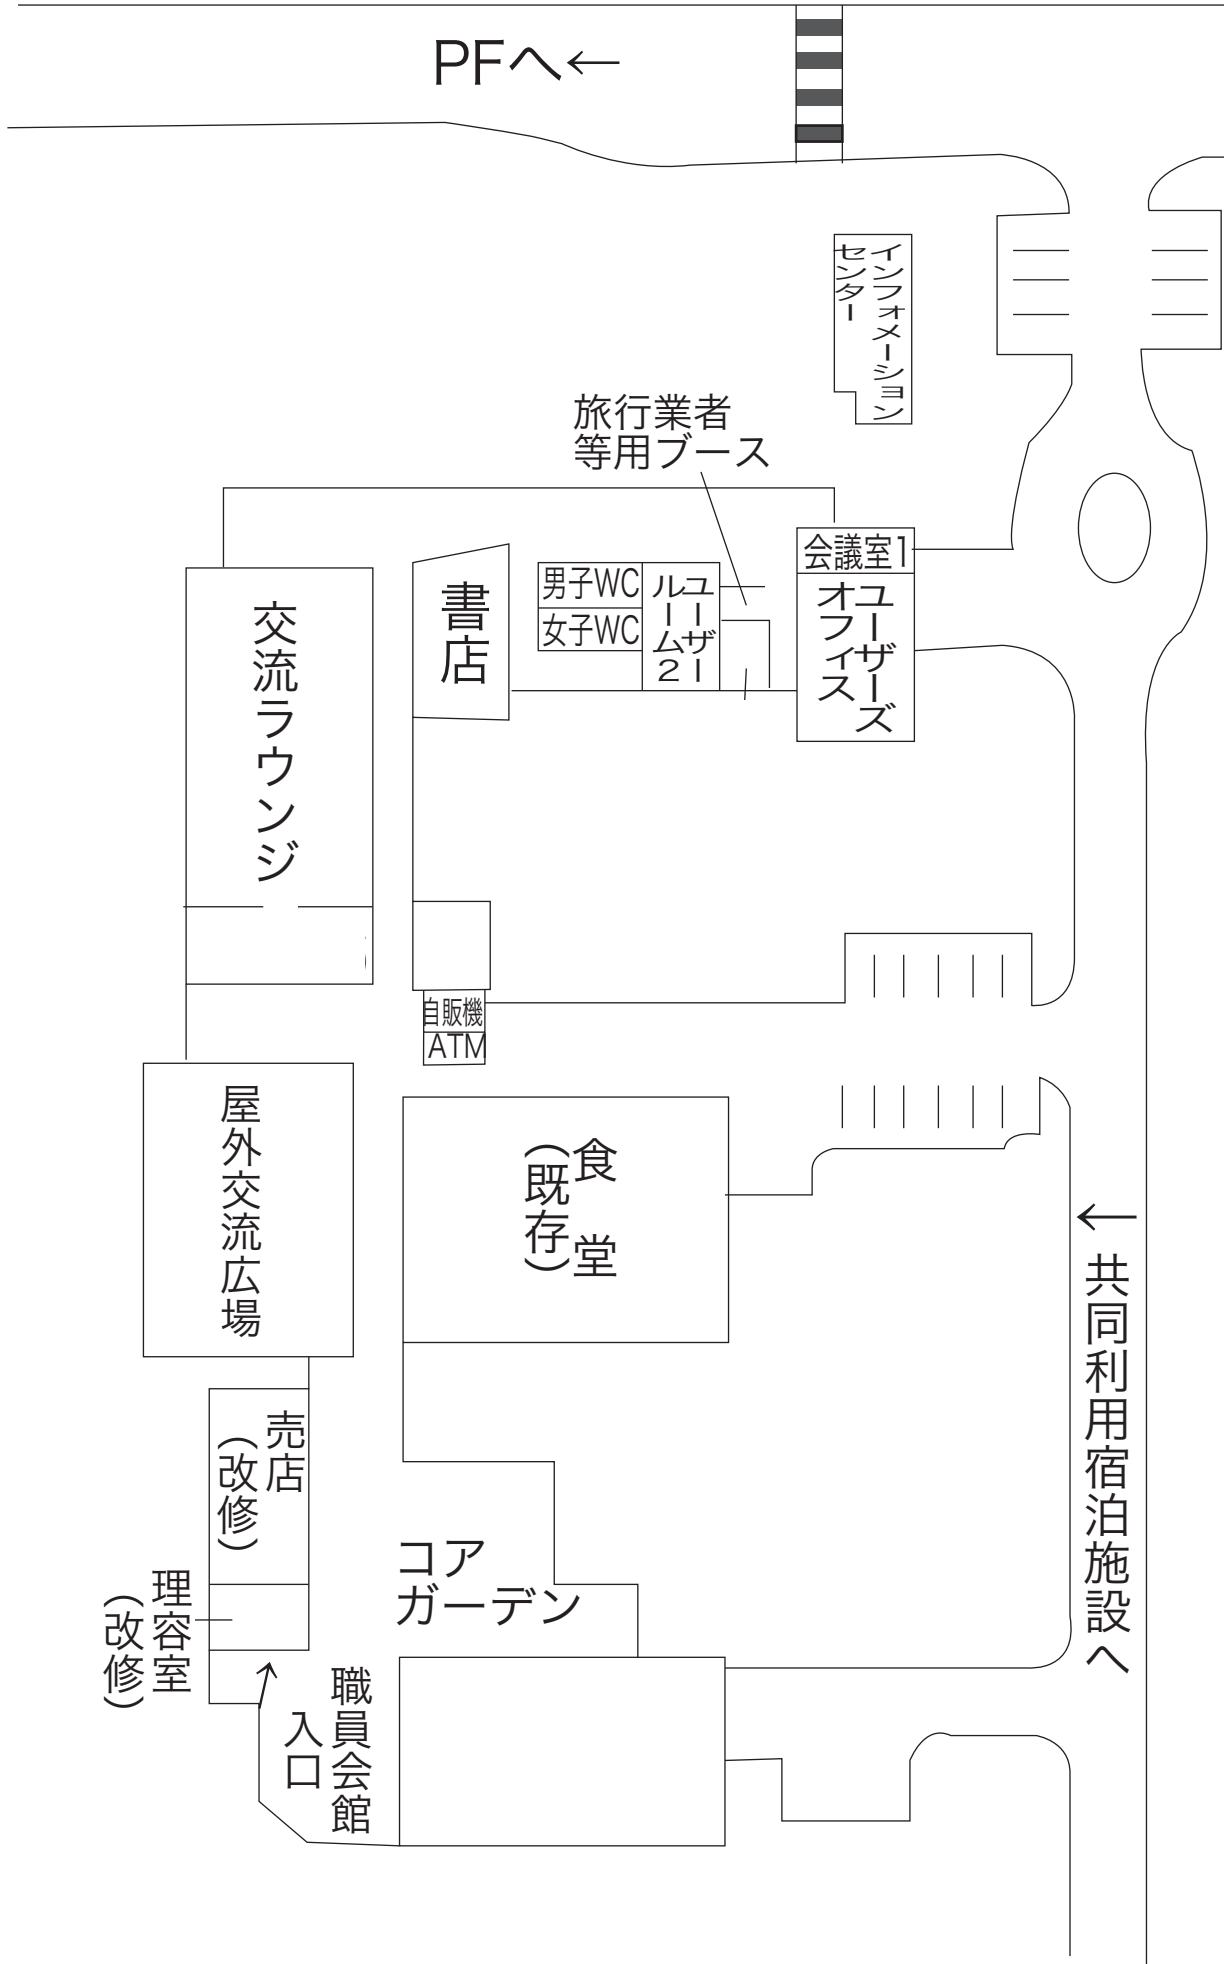 PFへ←
インフォメーション
センター
旅行業者
等用ブース
会議室1
ユーザーズ
オフィス
男子WC
女子WC
ユーザー
ルーム2
書店
交流ラウンジ
自販機
ATM
屋外交流広場
食 堂
(既存)
←共同利用宿泊施設へ
売店
(改修)
コア
ガーデン
理容室
(改修)
職員会館
入口